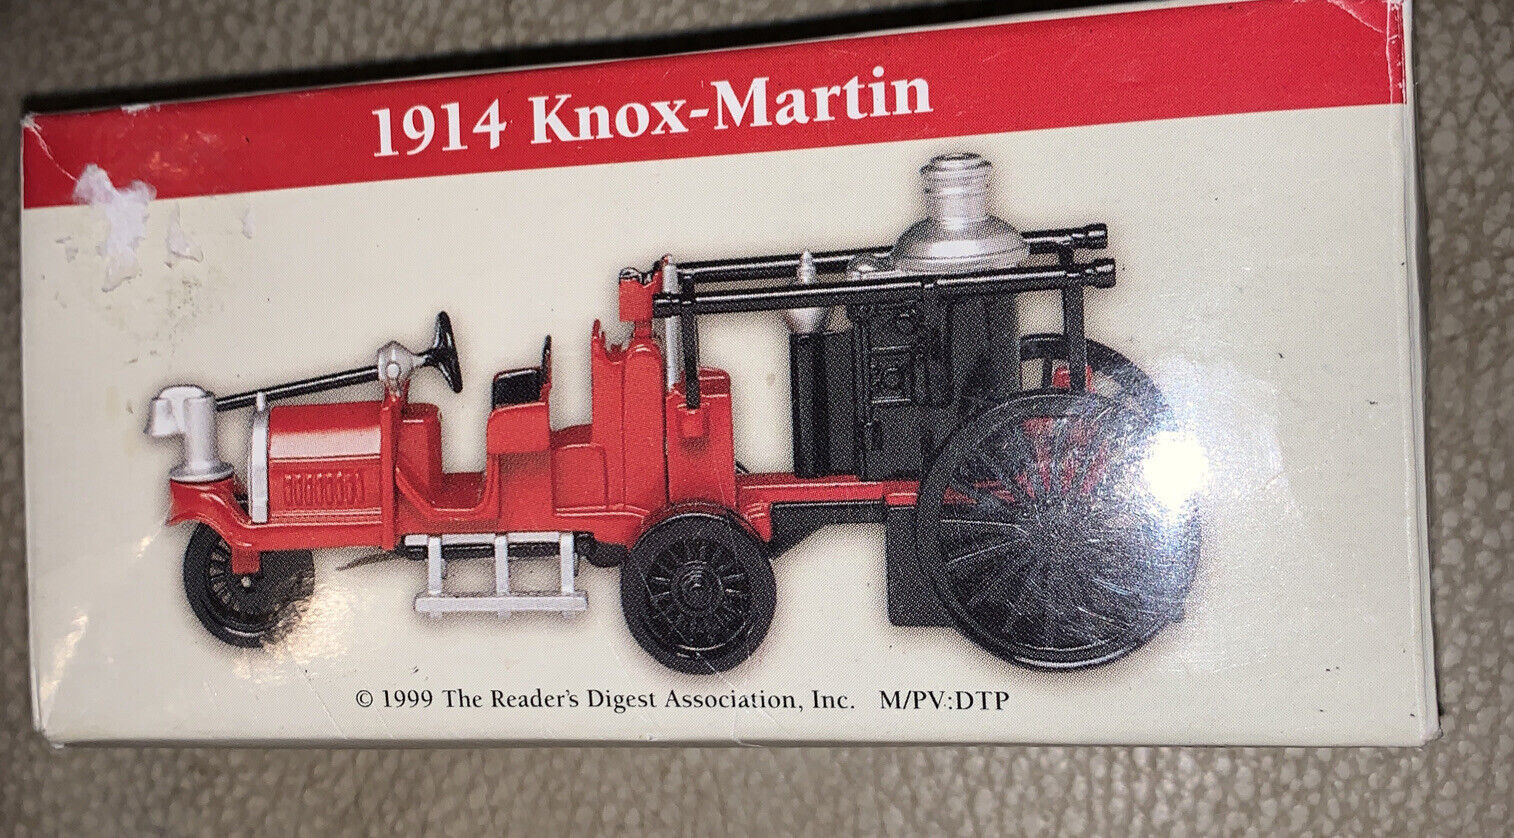 1914 Knox-Martin
© 1999 The Reader's Digest Association, Inc. M/PV:DTP